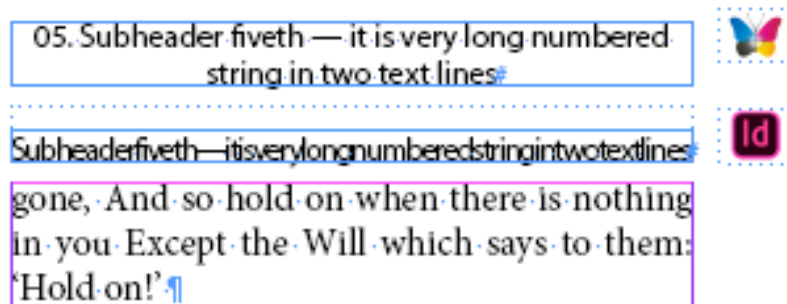 05. Subheader fiveth — it is very long numbered
string in two text lines#
Id
Subheaderfiveth—itisverylongnumberedstringintwotextlines#
gone, And so hold on when there is nothing
in you Except the Will which says to them:
‘Hold on!’ ¶